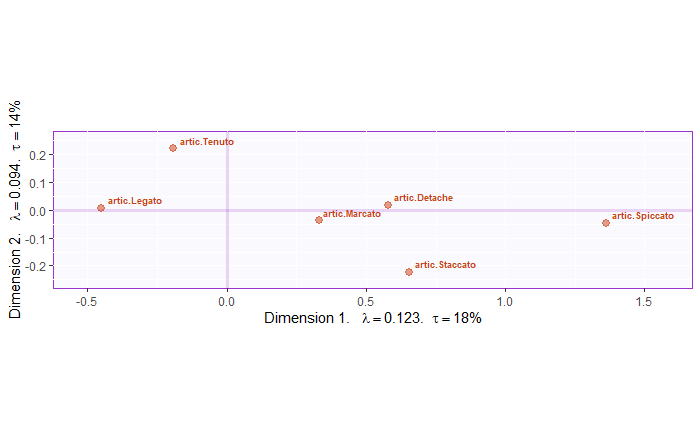 artic.Tenuto
artic.Legato
artic.Detache
artic.Marcato
artic.Spiccato
artic.Staccato
0.2
0.1
0.0
-0.1
-0.2
-0.5
0.0
0.5
1.0
1.5
Dimension 1. λ = 0.123. τ = 18%
Dimension 2. λ = 0.094. τ = 14%